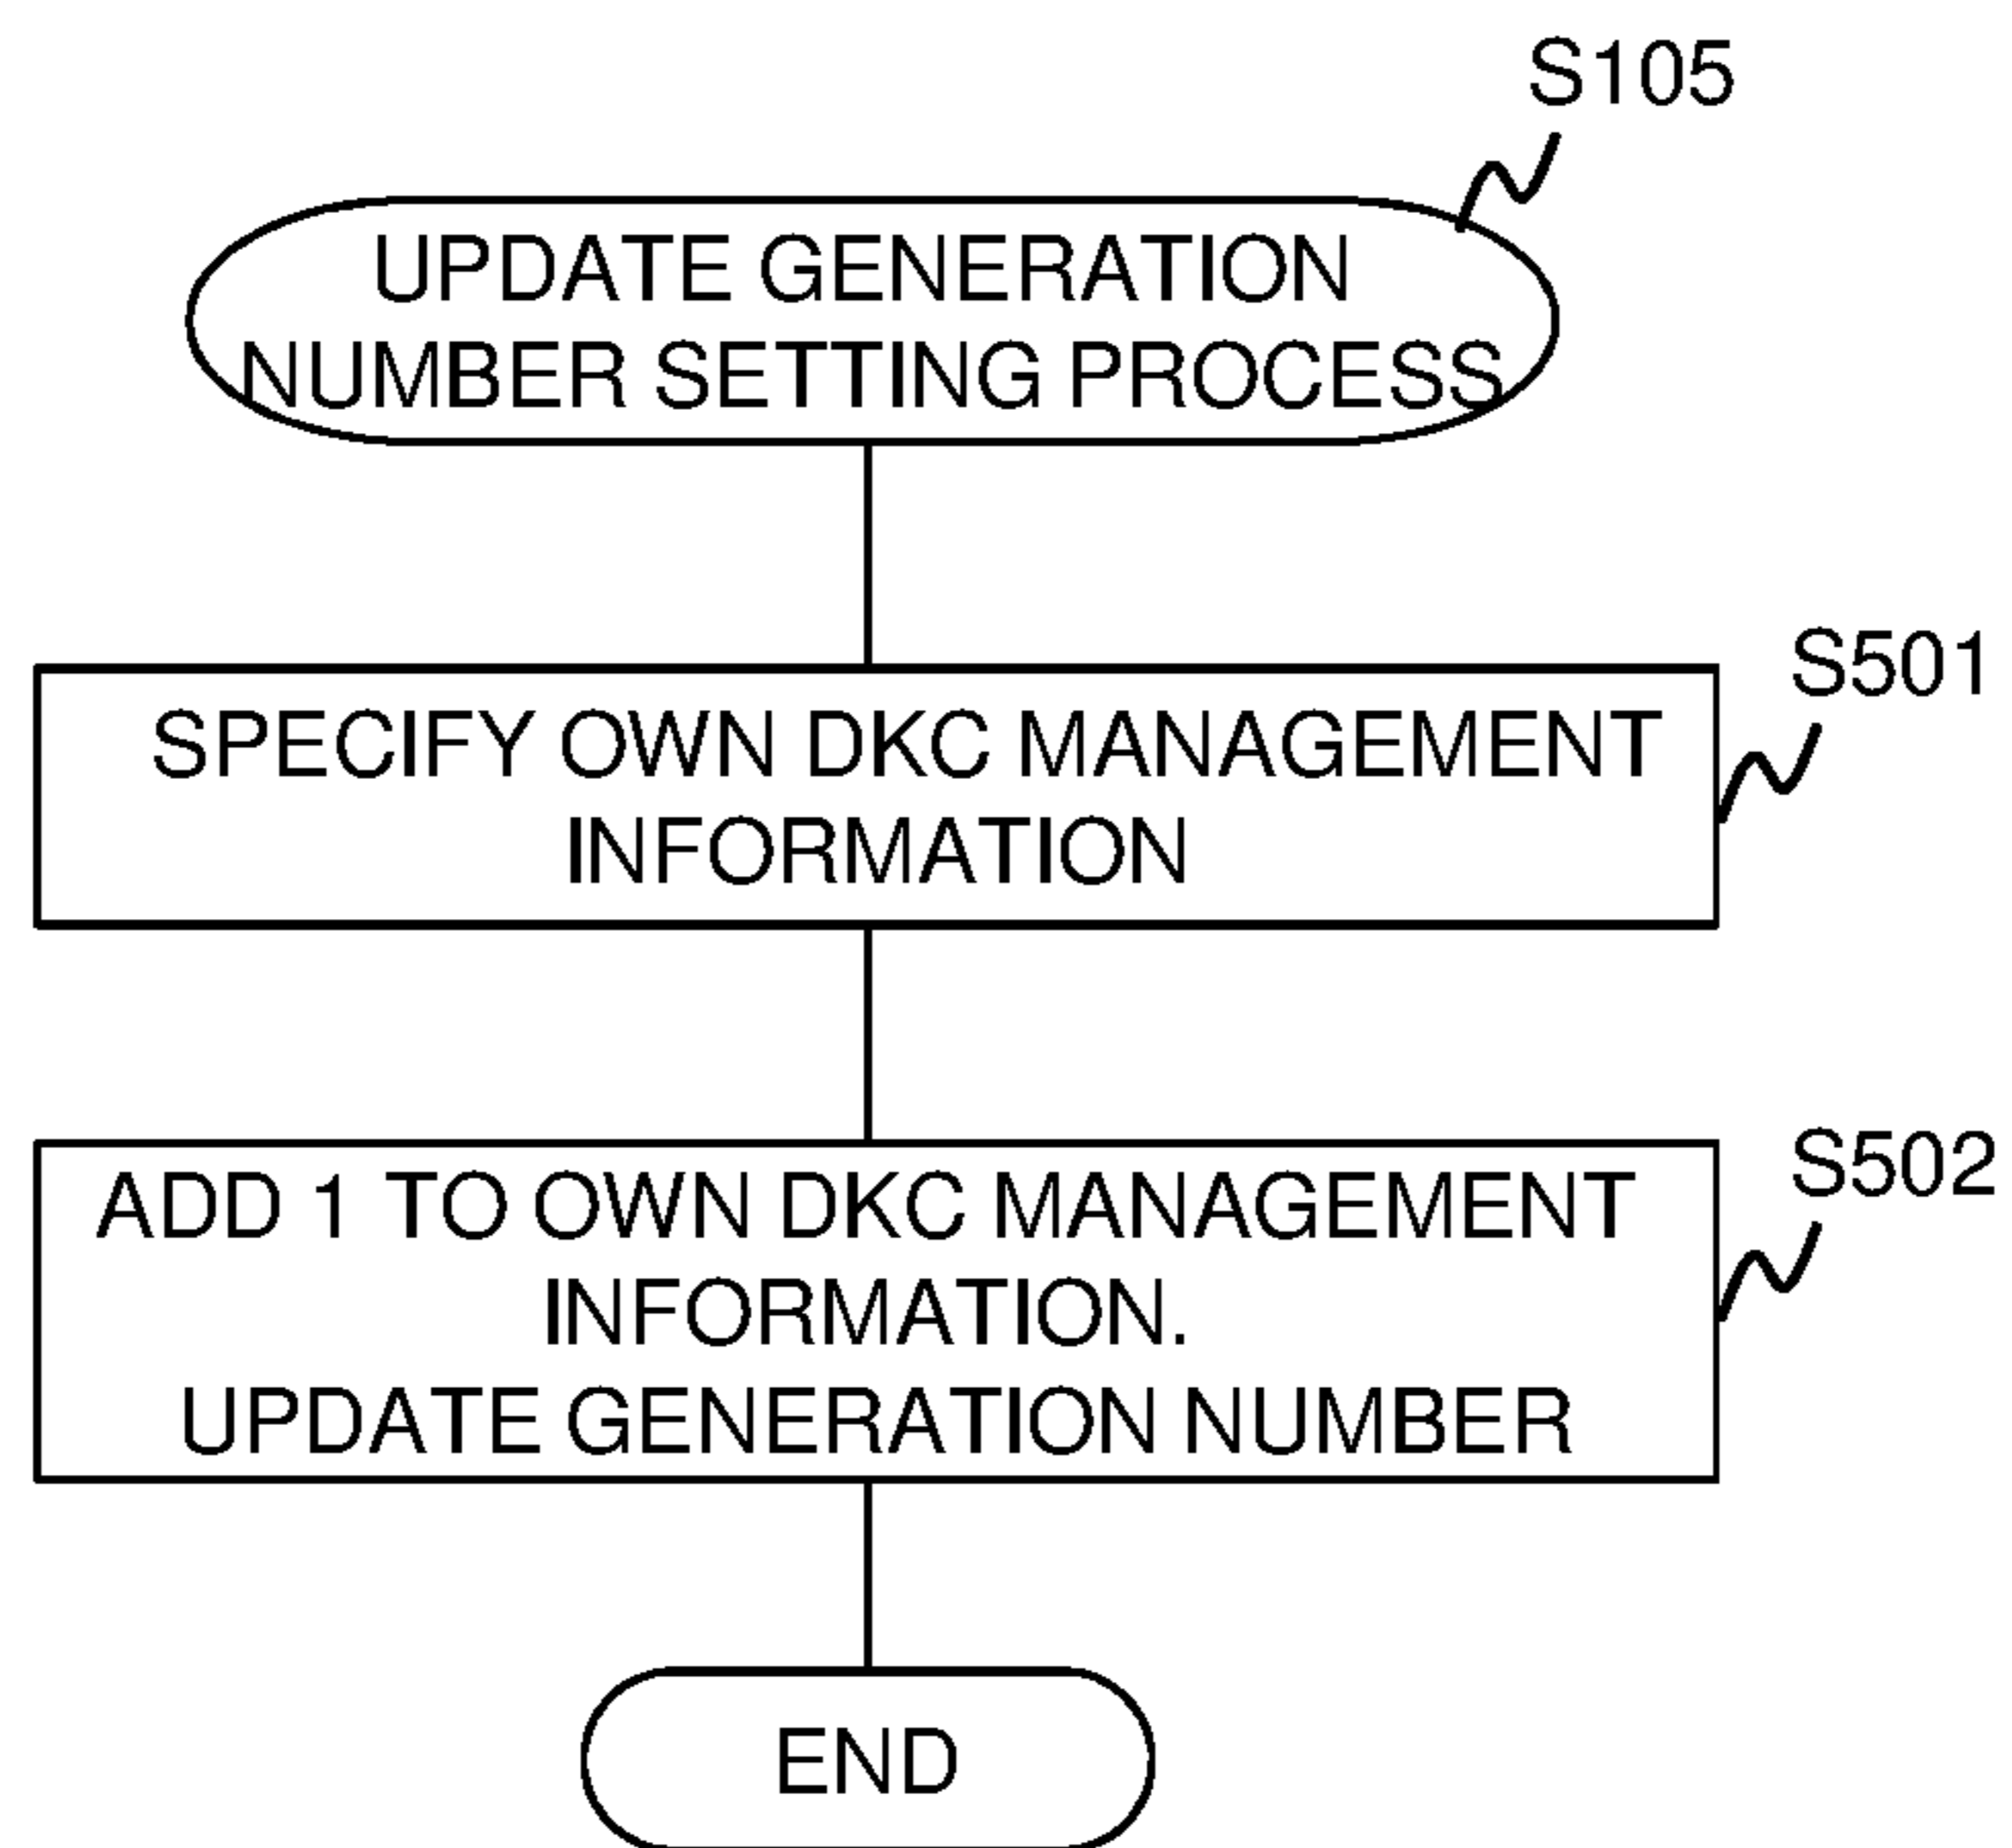 S105
UPDATE GENERATION
NUMBER SETTING PROCESS
S501
SPECIFY OWN DKC MANAGEMENT
INFORMATION
S502
ADD 1 TO OWN DKC MANAGEMENT
INFORMATION.
UPDATE GENERATION NUMBER
END